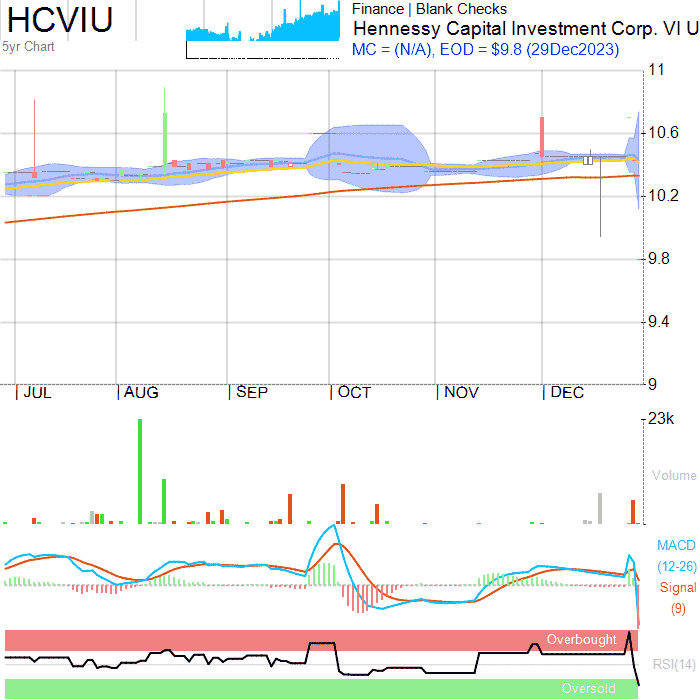 HCVIU
5yr Chart
Finance | Blank Checks
Hennessy Capital Investment Corp. VI U
MC = (N/A), EOD = $9.8 (29Dec2023)
11
10.6
10.2
9.8
9.4
9
JUL AUG SEP OCT NOV DEC
23k
Volume
MACD
(12-26)
Signal
(9)
Overbought
RSI(14)
Oversold